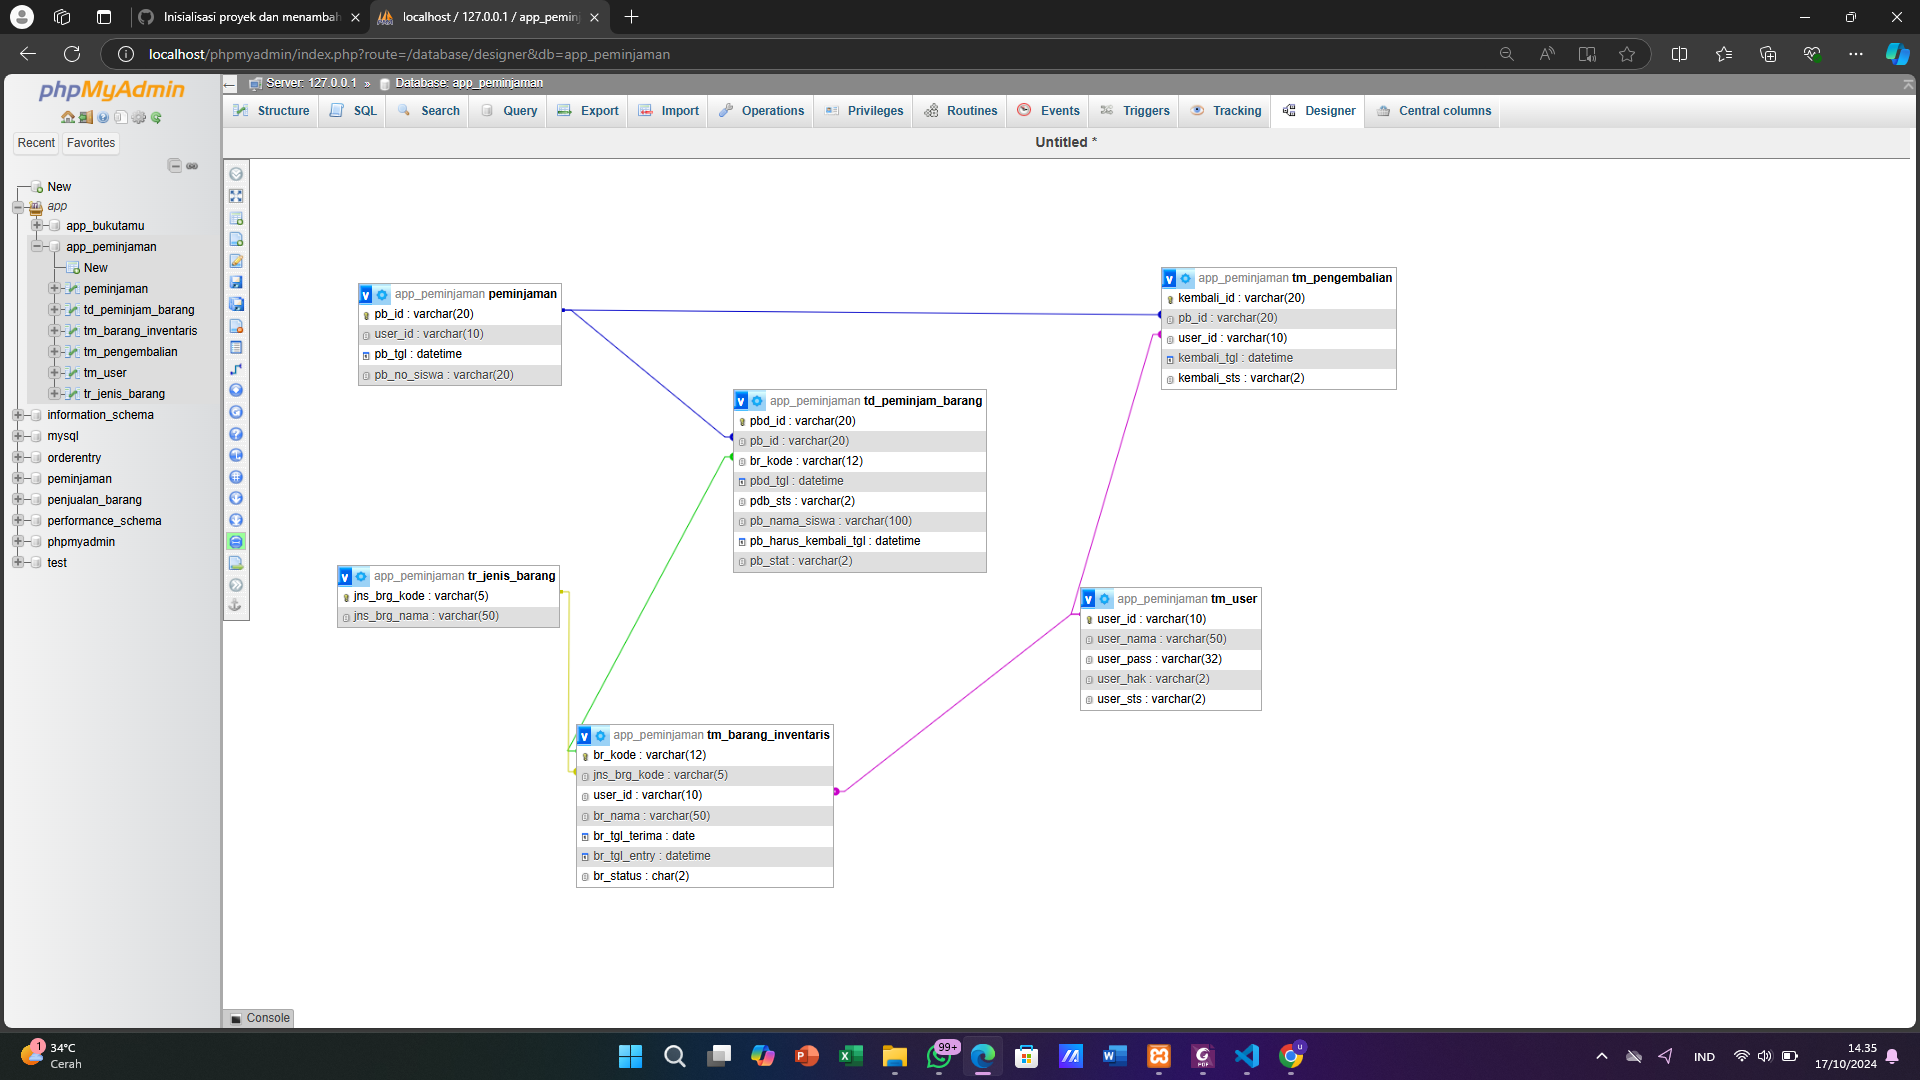 Inisialisasi proyek dan menambah
localhost / 127.0.0.1 / app_peminj
localhost/phpmyadmin/index.php?route=/database/designer&db=app_peminjaman
phpMyAdmin
Recent
Favorites
New
app
app_bukutamu
app_peminjaman
New
peminjaman
td_peminjam_barang
tm_barang_inventaris
tm_pengembalian
tm_user
tr_jenis_barang
information_schema
mysql
orderentry
peminjaman
penjualan_barang
performance_schema
phpmyadmin
test
Server: 127.0.0.1 » Database: app_peminjaman
Structure
SQL
Search
Query
Export
Import
Operations
Privileges
Routines
Events
Triggers
Tracking
Designer
Central columns
Untitled *
app_peminjaman peminjaman
pb_id : varchar(20)
user_id : varchar(10)
pb_tgl : datetime
pb_no_siswa : varchar(20)
app_peminjaman tm_pengembalian
kembali_id : varchar(20)
pb_id : varchar(20)
user_id : varchar(10)
kembali_tgl : datetime
kembali_sts : varchar(2)
app_peminjaman td_peminjam_barang
pbd_id : varchar(20)
pb_id : varchar(20)
br_kode : varchar(12)
pbd_tgl : datetime
pdb_sts : varchar(2)
pb_nama_siswa : varchar(100)
pb_harus_kembali_tgl : datetime
pb_stat : varchar(2)
app_peminjaman tr_jenis_barang
jns_brg_kode : varchar(5)
jns_brg_nama : varchar(50)
app_peminjaman tm_user
user_id : varchar(10)
user_nama : varchar(50)
user_pass : varchar(32)
user_hak : varchar(2)
user_sts : varchar(2)
app_peminjaman tm_barang_inventaris
br_kode : varchar(12)
jns_brg_kode : varchar(5)
user_id : varchar(10)
br_nama : varchar(50)
br_tgl_terima : date
br_tgl_entry : datetime
br_status : char(2)
Console
1
34°C
Cerah
99+
u
IND
14.35
17/10/2024